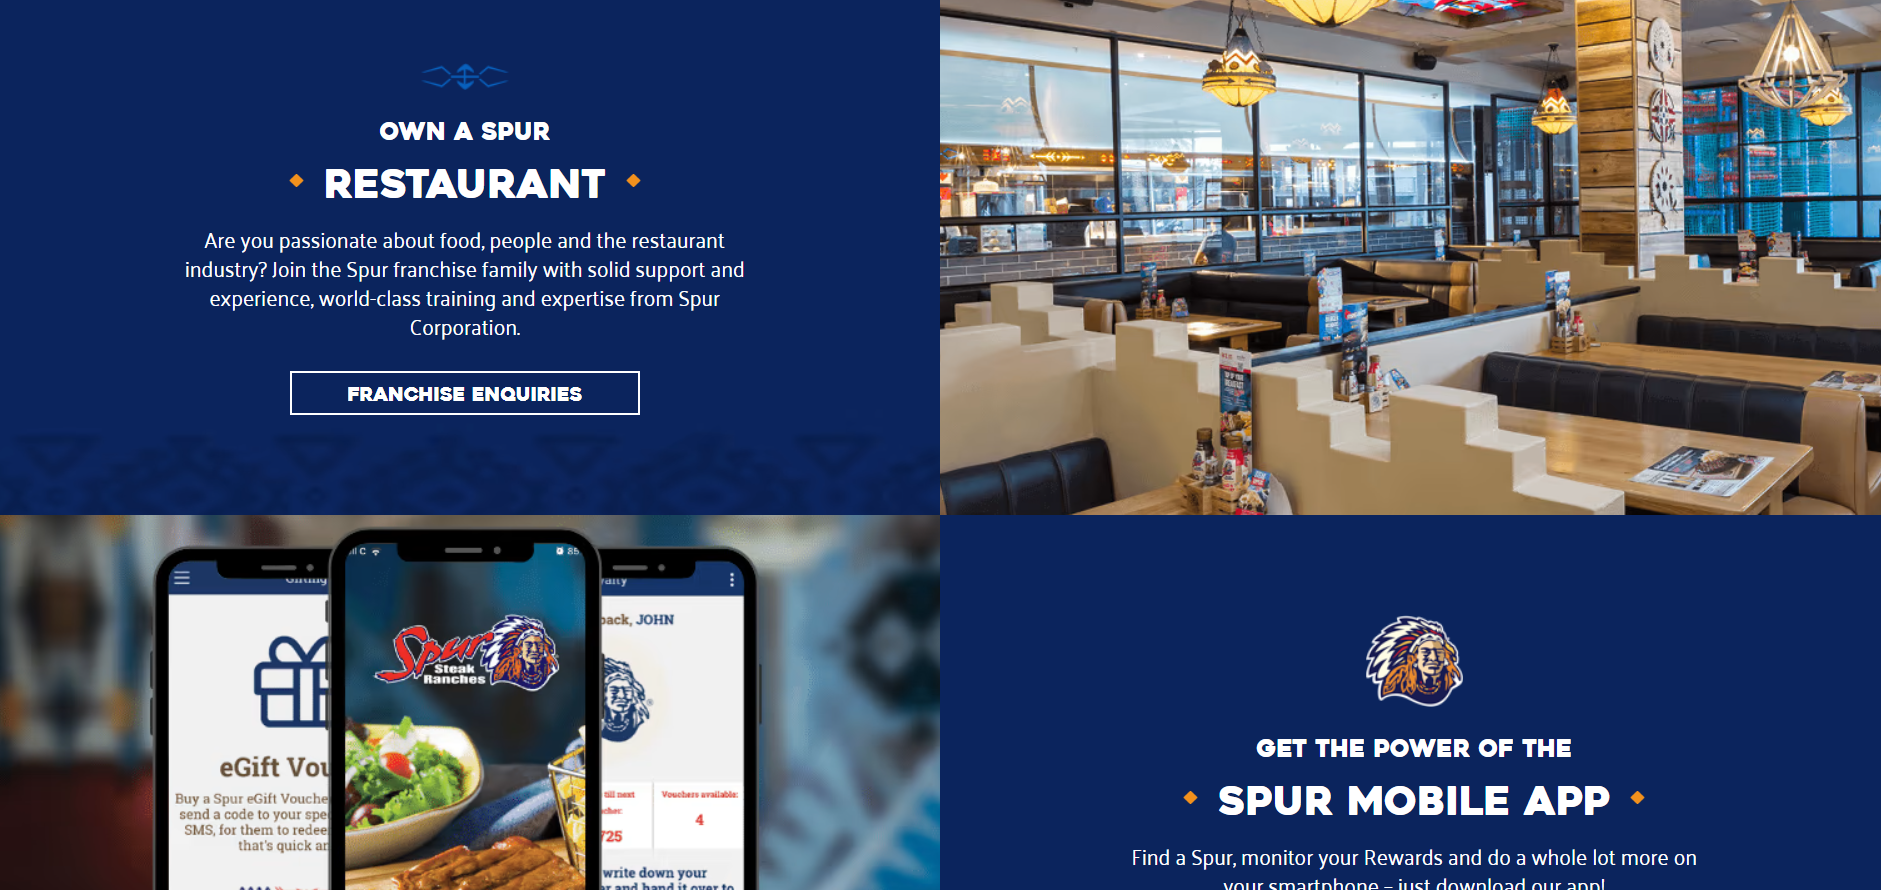 OWN A SPUR
RESTAURANT
Are you passionate about food, people and the restaurant
industry? Join the Spur franchise family with solid support and
experience, world-class training and expertise from Spur
Corporation.
FRANCHISE ENQUIRIES
85
back, JOHN
Spur
Steak
Ranches
eGift Vou
Buy a Spur eGift Vouche
send a code to your spe
SMS, for them to redee
that's quick an
till next
Vouchers available:
725
4
write down your
er and hand it over to
GET THE POWER OF THE
SPUR MOBILE APP
Find a Spur, monitor your Rewards and do a whole lot more on
your smartphone – just download our app!